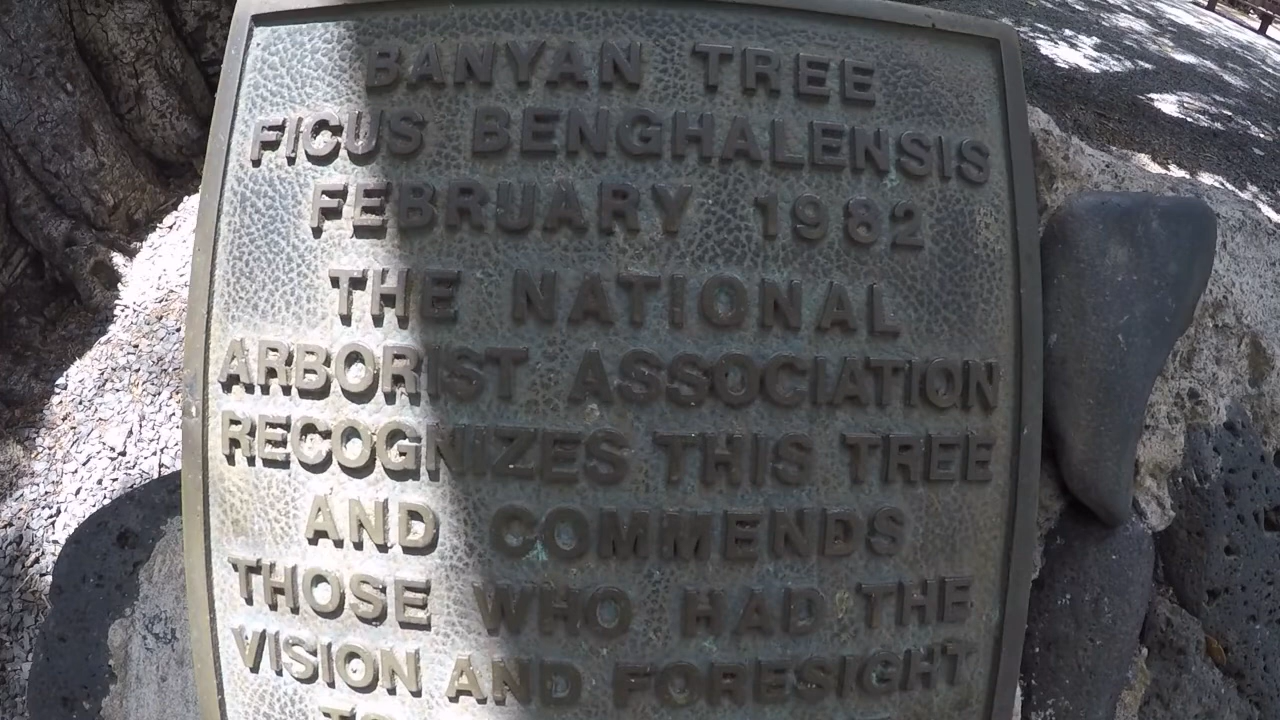 BANYAN TREE
FICUS BENGHALENSIS
FEBRUARY 1982
THE NATIONAL
ARBORIST ASSOCIATION
RECOGNIZES THIS TREE
AND COMMENDS
THOSE WHO HAD THE
VISION AND FORESIGHT